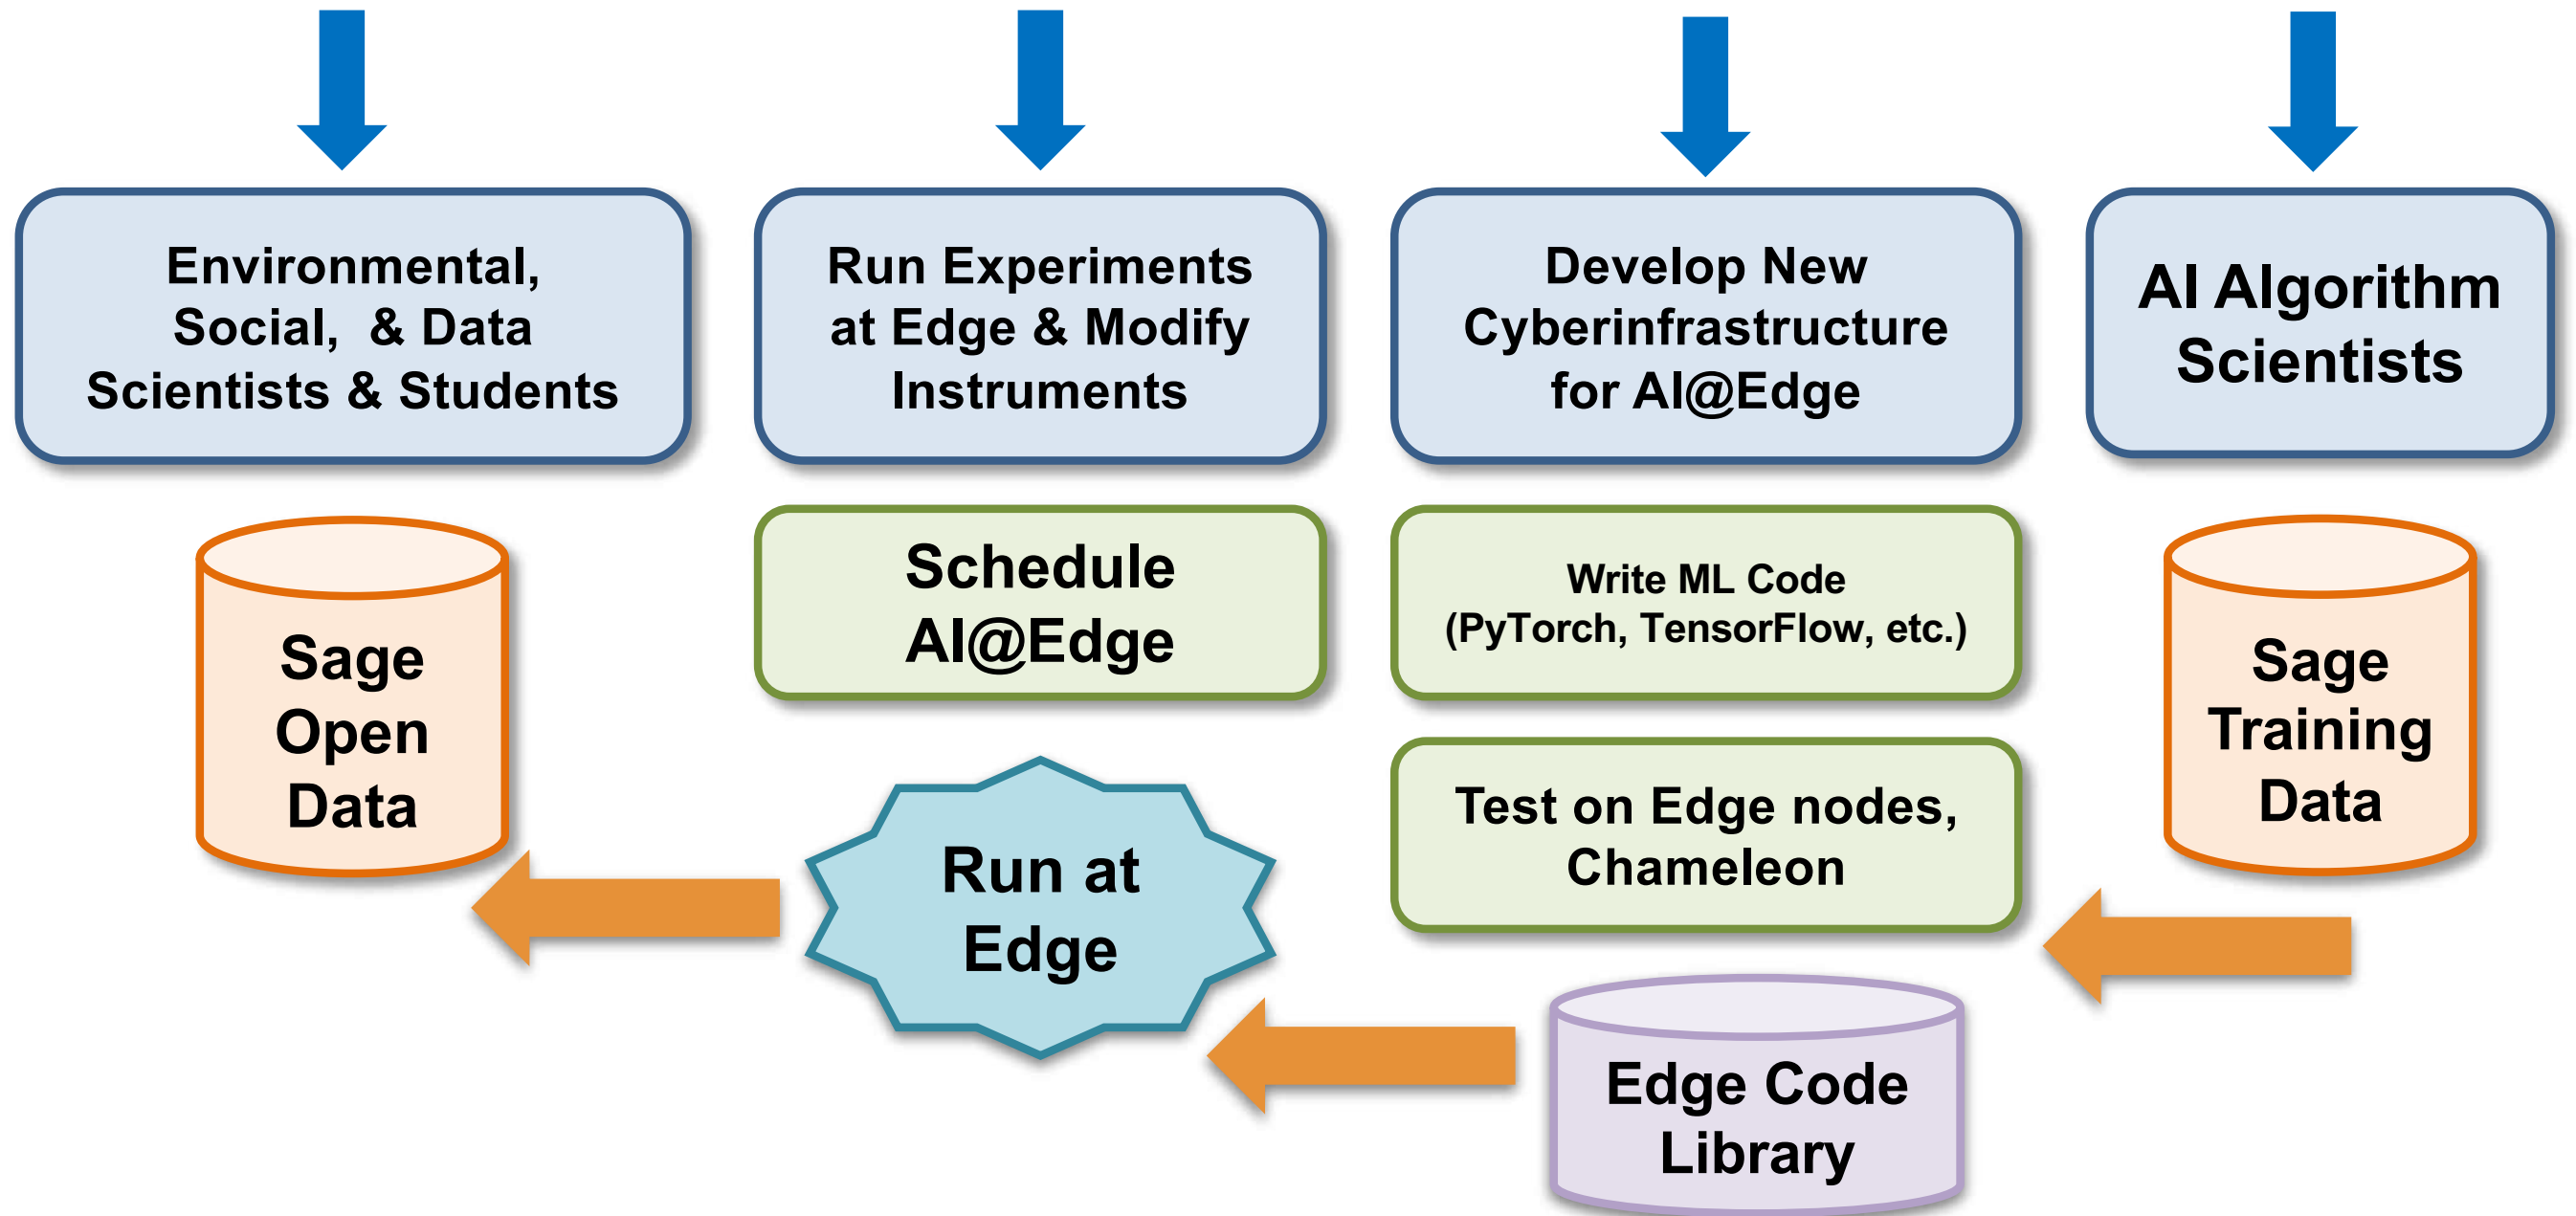 Environmental,
Social, & Data
Scientists & Students
Run Experiments
at Edge & Modify
Instruments
Develop New
Cyberinfrastructure
for AI@Edge
AI Algorithm
Scientists
Sage
Open
Data
Schedule
AI@Edge
Run at
Edge
Write ML Code
(PyTorch, TensorFlow, etc.)
Test on Edge nodes,
Chameleon
Edge Code
Library
Sage
Training
Data